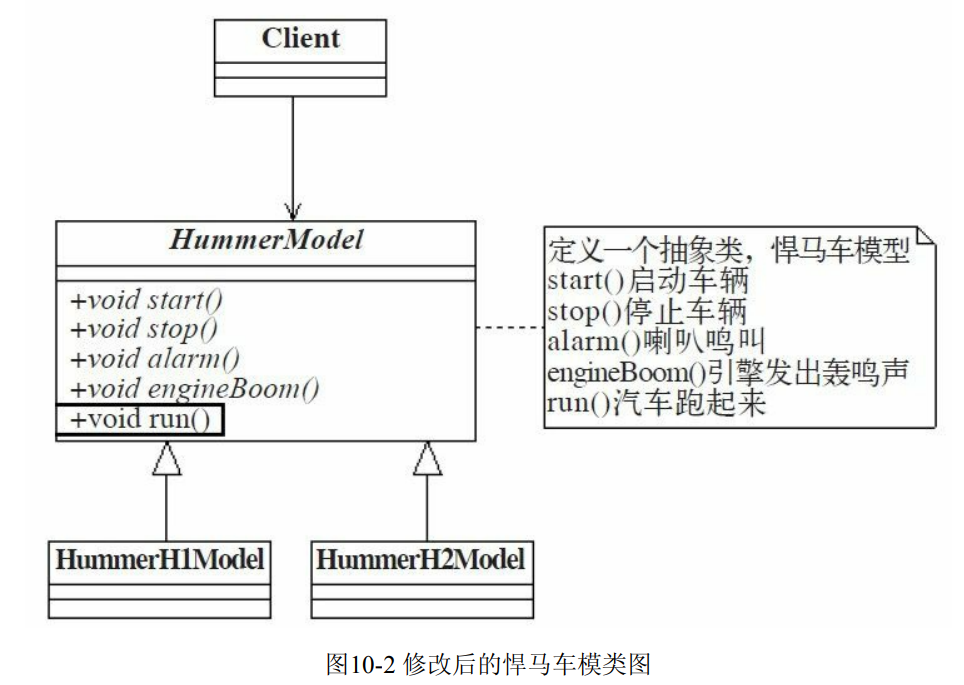 Client
HummerModel
+void start()
+void stop()
+void alarm()
+void engineBoom()
+void run()
定义一个抽象类，悍马车模型
start()启动车辆
stop()停止车辆
alarm()喇叭鸣叫
engineBoom()引擎发出轰鸣声
run()汽车跑起来
HummerH1Model
HummerH2Model
图10-2 修改后的悍马车模类图